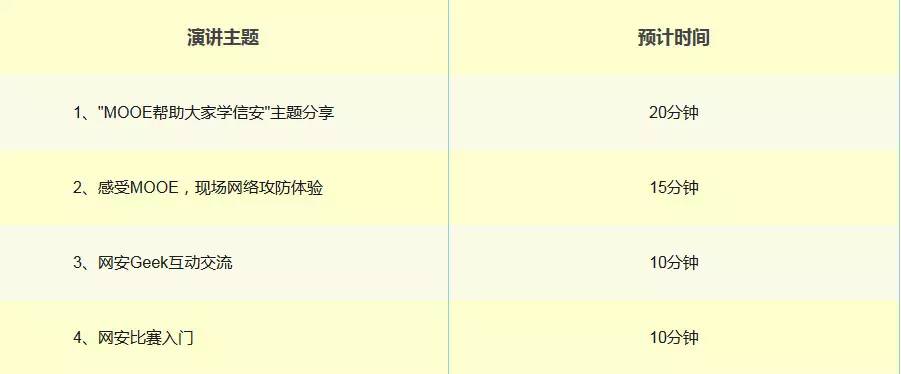 演讲主题 预计时间
1、"MOOE帮助大家学信安"主题分享 20分钟
2、感受MOOE，现场网络攻防体验 15分钟
3、网安Geek互动交流 10分钟
4、网安比赛入门 10分钟